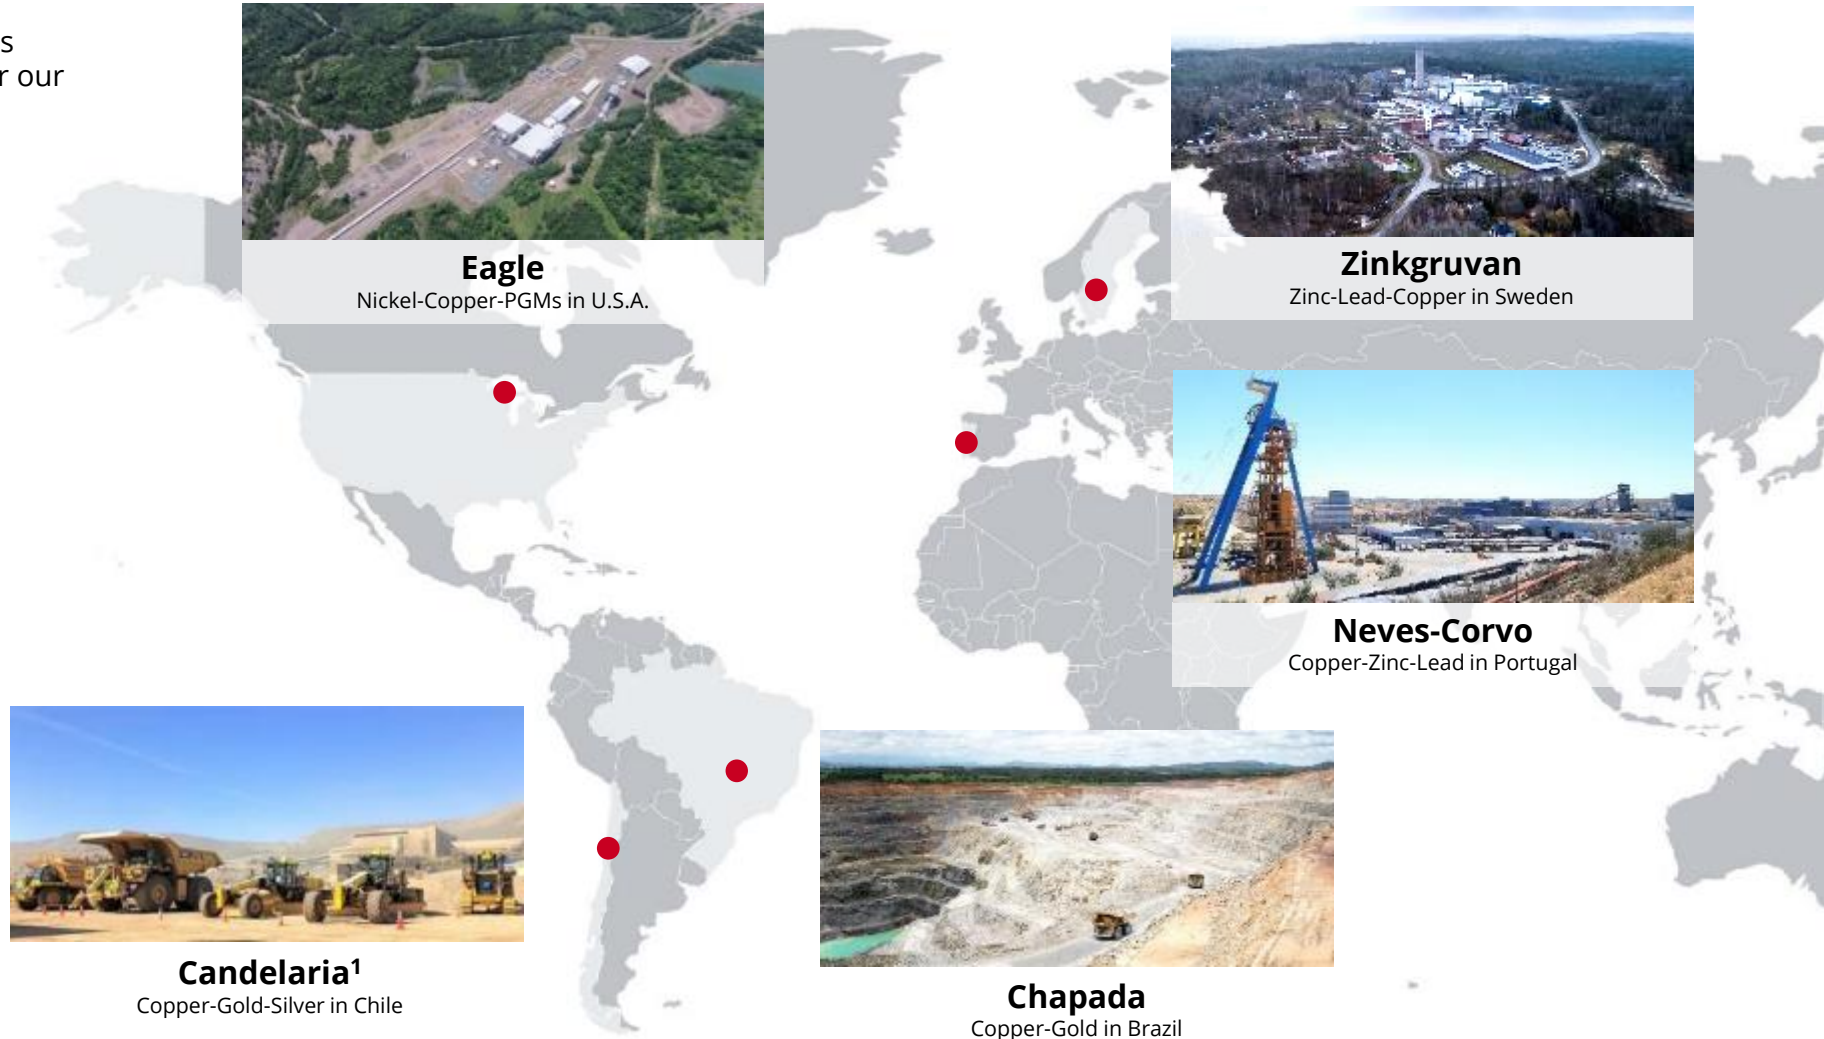 s
r our
Eagle
Nickel-Copper-PGMs in U.S.A.
Zinkgruvan
Zinc-Lead-Copper in Sweden
Neves-Corvo
Copper-Zinc-Lead in Portugal
Candelaria¹
Copper-Gold-Silver in Chile
Chapada
Copper-Gold in Brazil